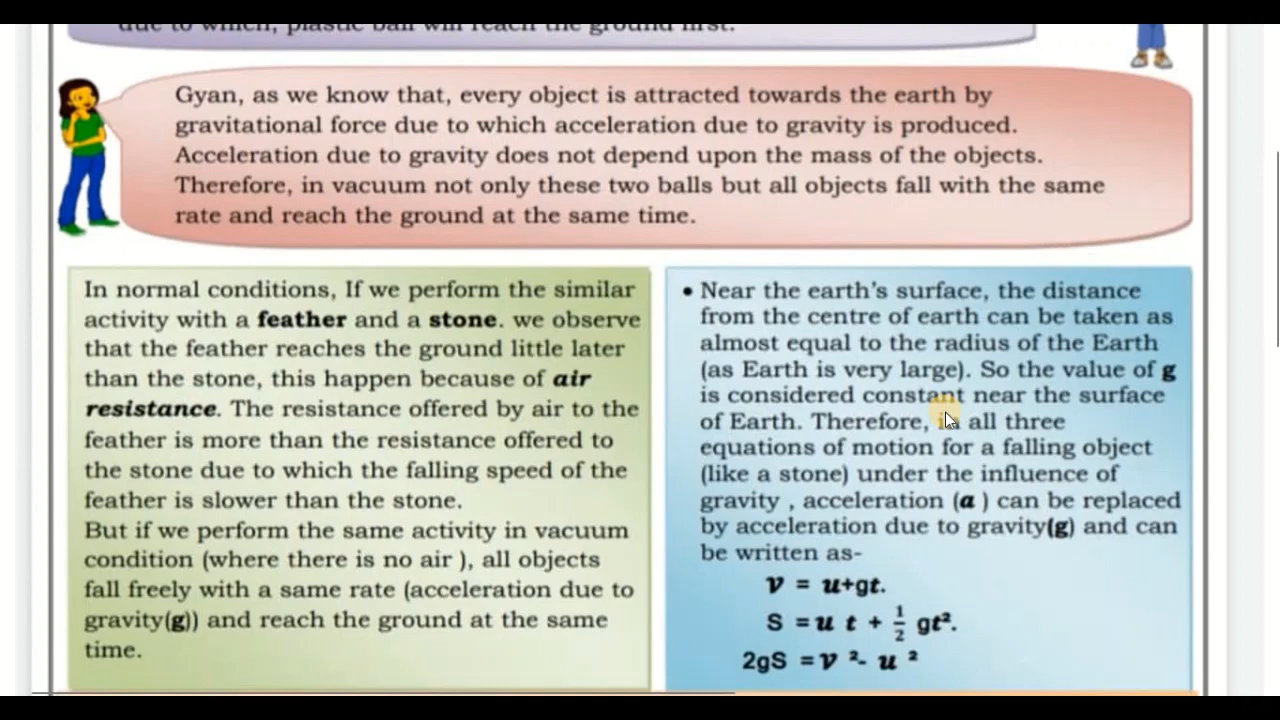 due to which, plastic ball will reach the ground first.
Gyan, as we know that, every object is attracted towards the earth by
gravitational force due to which acceleration due to gravity is produced.
Acceleration due to gravity does not depend upon the mass of the objects.
Therefore, in vacuum not only these two balls but all objects fall with the same
rate and reach the ground at the same time.
In normal conditions, If we perform the similar
activity with a feather and a stone. we observe
that the feather reaches the ground little later
than the stone, this happen because of air
resistance. The resistance offered by air to the
feather is more than the resistance offered to
the stone due to which the falling speed of the
feather is slower than the stone.
But if we perform the same activity in vacuum
condition (where there is no air ), all objects
fall freely with a same rate (acceleration due to
gravity(g)) and reach the ground at the same
time.
• Near the earth's surface, the distance
from the centre of earth can be taken as
almost equal to the radius of the Earth
(as Earth is very large). So the value of g
is considered constant near the surface
of Earth. Therefore, in all three
equations of motion for a falling object
(like a stone) under the influence of
gravity , acceleration (a ) can be replaced
by acceleration due to gravity(g) and can
be written as-
v = u+gt.
S = u t + 1/2 gt².
2gS = v ²- u ²